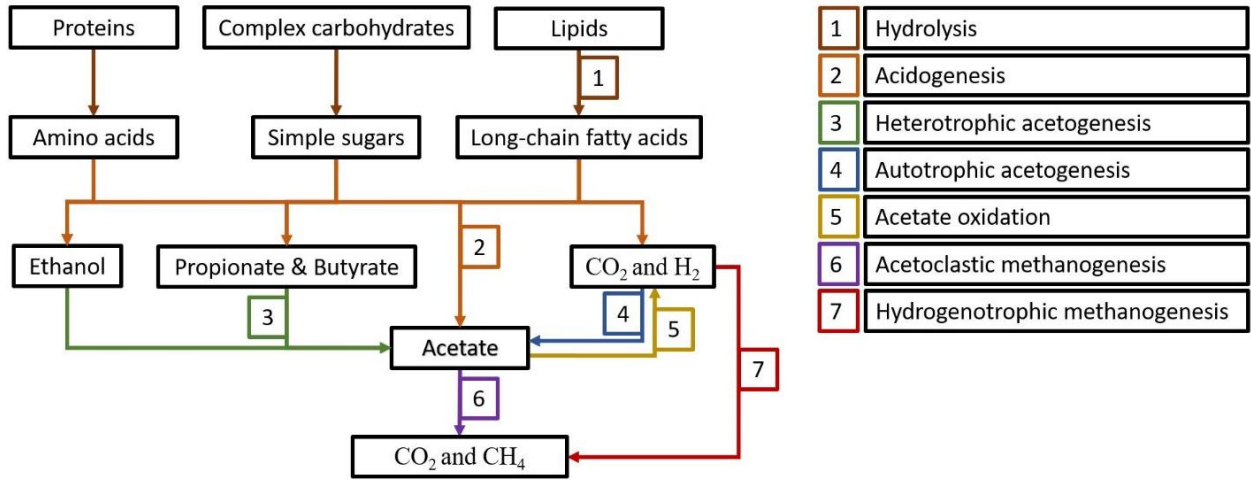 Proteins
Complex carbohydrates
Lipids
1
Amino acids
Simple sugars
Long-chain fatty acids
2
Ethanol
Propionate & Butyrate
CO₂ and H₂
3
4
5
Acetate
6
7
CO₂ and CH₄
1 Hydrolysis
2 Acidogenesis
3 Heterotrophic acetogenesis
4 Autotrophic acetogenesis
5 Acetate oxidation
6 Acetoclastic methanogenesis
7 Hydrogenotrophic methanogenesis